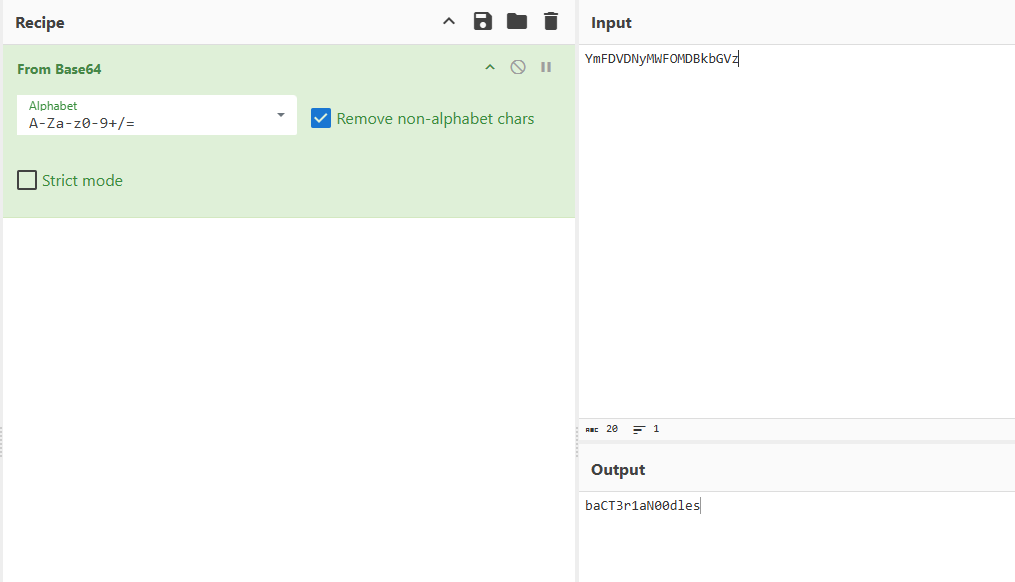 Recipe
From Base64
Alphabet
A-Za-z0-9+/=
Remove non-alphabet chars
Strict mode
Input
YmFDVDNyMWFOMDBkbGVz
ABC 20 1
Output
baCT3r1aN00dles